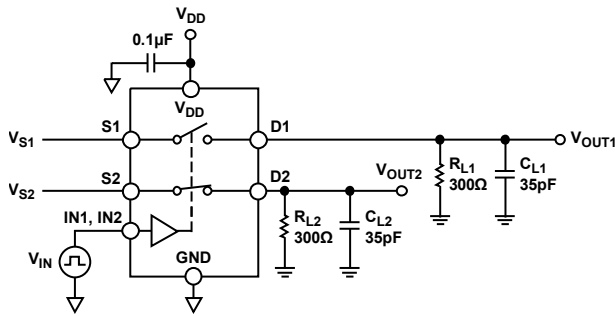 VDD
0.1µF
VDD
S1
D1
VS1
VOUT1
RL1
300Ω
CL1
35pF
S2
D2
VS2
VOUT2
IN1, IN2
RL2
300Ω
CL2
35pF
VIN
GND